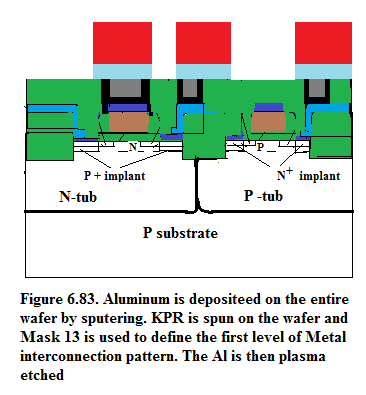 N
P
P + implant
N+ implant
N-tub
P -tub
P substrate
Figure 6.83. Aluminum is depositeed on the entire
wafer by sputering. KPR is spun on the wafer and
Mask 13 is used to define the first level of Metal
interconnection pattern. The Al is then plasma
etched